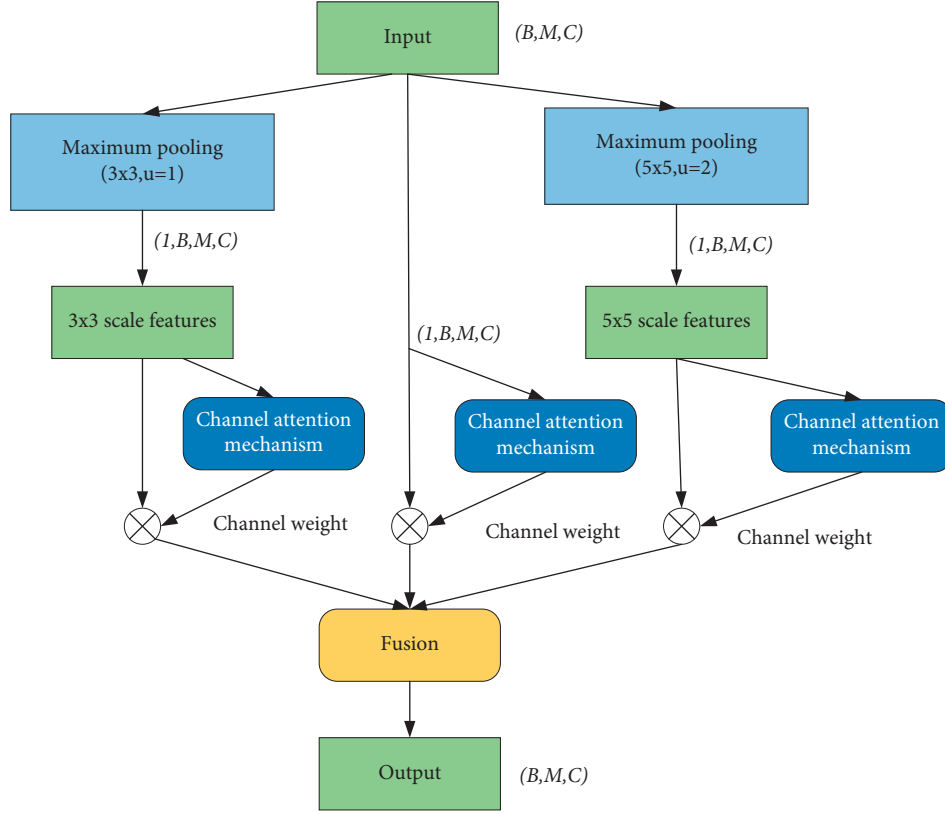 Input
(B,M,C)
Maximum pooling
(3x3,u=1)
Maximum pooling
(5x5,u=2)
(1,B,M,C)
(1,B,M,C)
3x3 scale features
(1,B,M,C)
5x5 scale features
Channel attention
mechanism
Channel attention
mechanism
Channel attention
mechanism
Channel weight
Channel weight
Channel weight
Fusion
Output
(B,M,C)